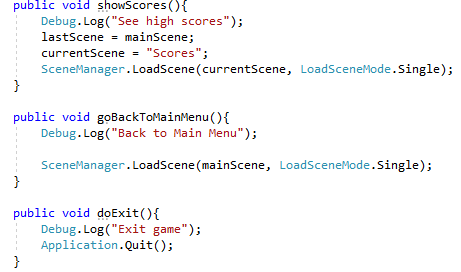 public void showScores(){
    Debug.Log("See high scores");
    lastScene = mainScene;
    currentScene = "Scores";
    SceneManager.LoadScene(currentScene, LoadSceneMode.Single);
}

public void goBackToMainMenu(){
    Debug.Log("Back to Main Menu");

    SceneManager.LoadScene(mainScene, LoadSceneMode.Single);
}

public void doExit(){
    Debug.Log("Exit game");
    Application.Quit();
}